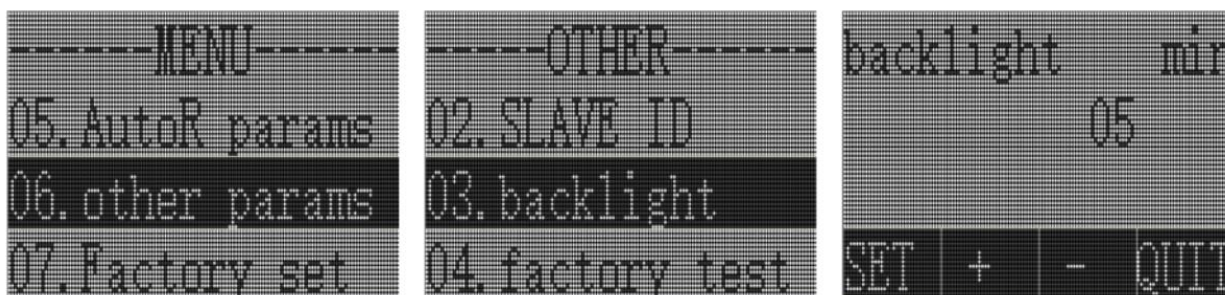 MENU
05. AutoR params
06. other params
07. Factory set
OTHER
02. SLAVE ID
03. backlight
04. factory test
backlight min
05
SET + - QUIT